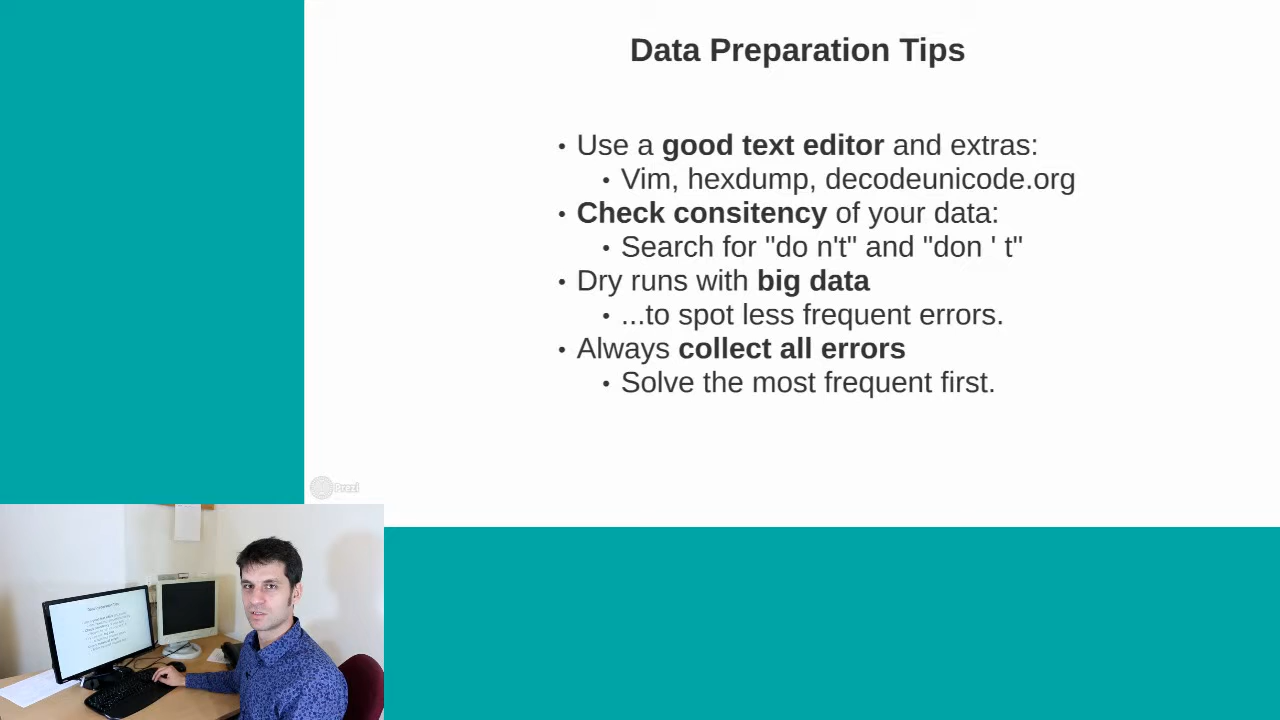 Data Preparation Tips
• Use a good text editor and extras:
• Vim, hexdump, decodeunicode.org
• Check consitency of your data:
• Search for "do n't" and "don ' t"
• Dry runs with big data
• ...to spot less frequent errors.
• Always collect all errors
• Solve the most frequent first.
Prezi